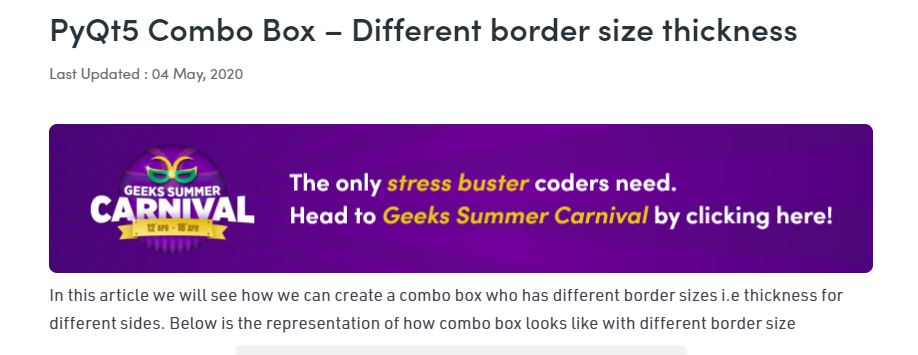 PyQt5 Combo Box – Different border size thickness
Last Updated : 04 May, 2020
GEEKS SUMMER
CARNIVAL
12 APR - 18 APR
The only stress buster coders need.
Head to Geeks Summer Carnival by clicking here!
In this article we will see how we can create a combo box who has different border sizes i.e thickness for
different sides. Below is the representation of how combo box looks like with different border size